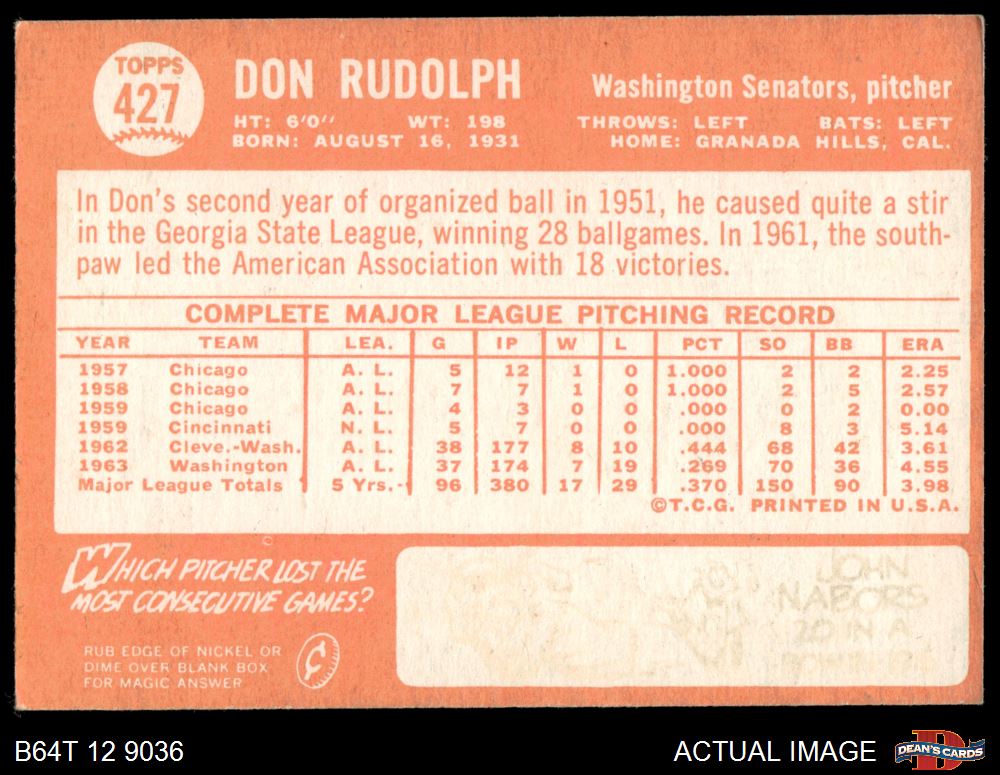 TOPPS
427
DON RUDOLPH
Washington Senators, pitcher
HT: 6'0" WT: 198
THROWS: LEFT BATS: LEFT
BORN: AUGUST 16, 1931
HOME: GRANADA HILLS, CAL.
In Don's second year of organized ball in 1951, he caused quite a stir
in the Georgia State League, winning 28 ballgames. In 1961, the south-
paw led the American Association with 18 victories.
COMPLETE MAJOR LEAGUE PITCHING RECORD
YEAR TEAM LEA. G IP W L PCT SO BB ERA
1957 Chicago A. L. 5 12 1 0 1.000 2 2 2.25
1958 Chicago A. L. 7 7 1 0 1.000 2 5 2.57
1959 Chicago A. L. 4 3 0 0 .000 0 2 0.00
1959 Cincinnati N. L. 5 7 0 0 .000 8 3 5.14
1962 Cleve.-Wash. A. L. 38 177 8 10 .444 68 42 3.61
1963 Washington A. L. 37 174 7 19 .269 70 36 4.55
Major League Totals 5 Yrs.- 96 380 17 29 .370 150 90 3.98
©T.C.G. PRINTED IN U.S.A.
WHICH PITCHER LOST THE
MOST CONSECUTIVE GAMES?
RUB EDGE OF NICKEL OR
DIME OVER BLANK BOX
FOR MAGIC ANSWER
¢
JOHN
NABORS
20 IN A
B64T 12 9036
ACTUAL IMAGE
D
DEAN'S CARDS